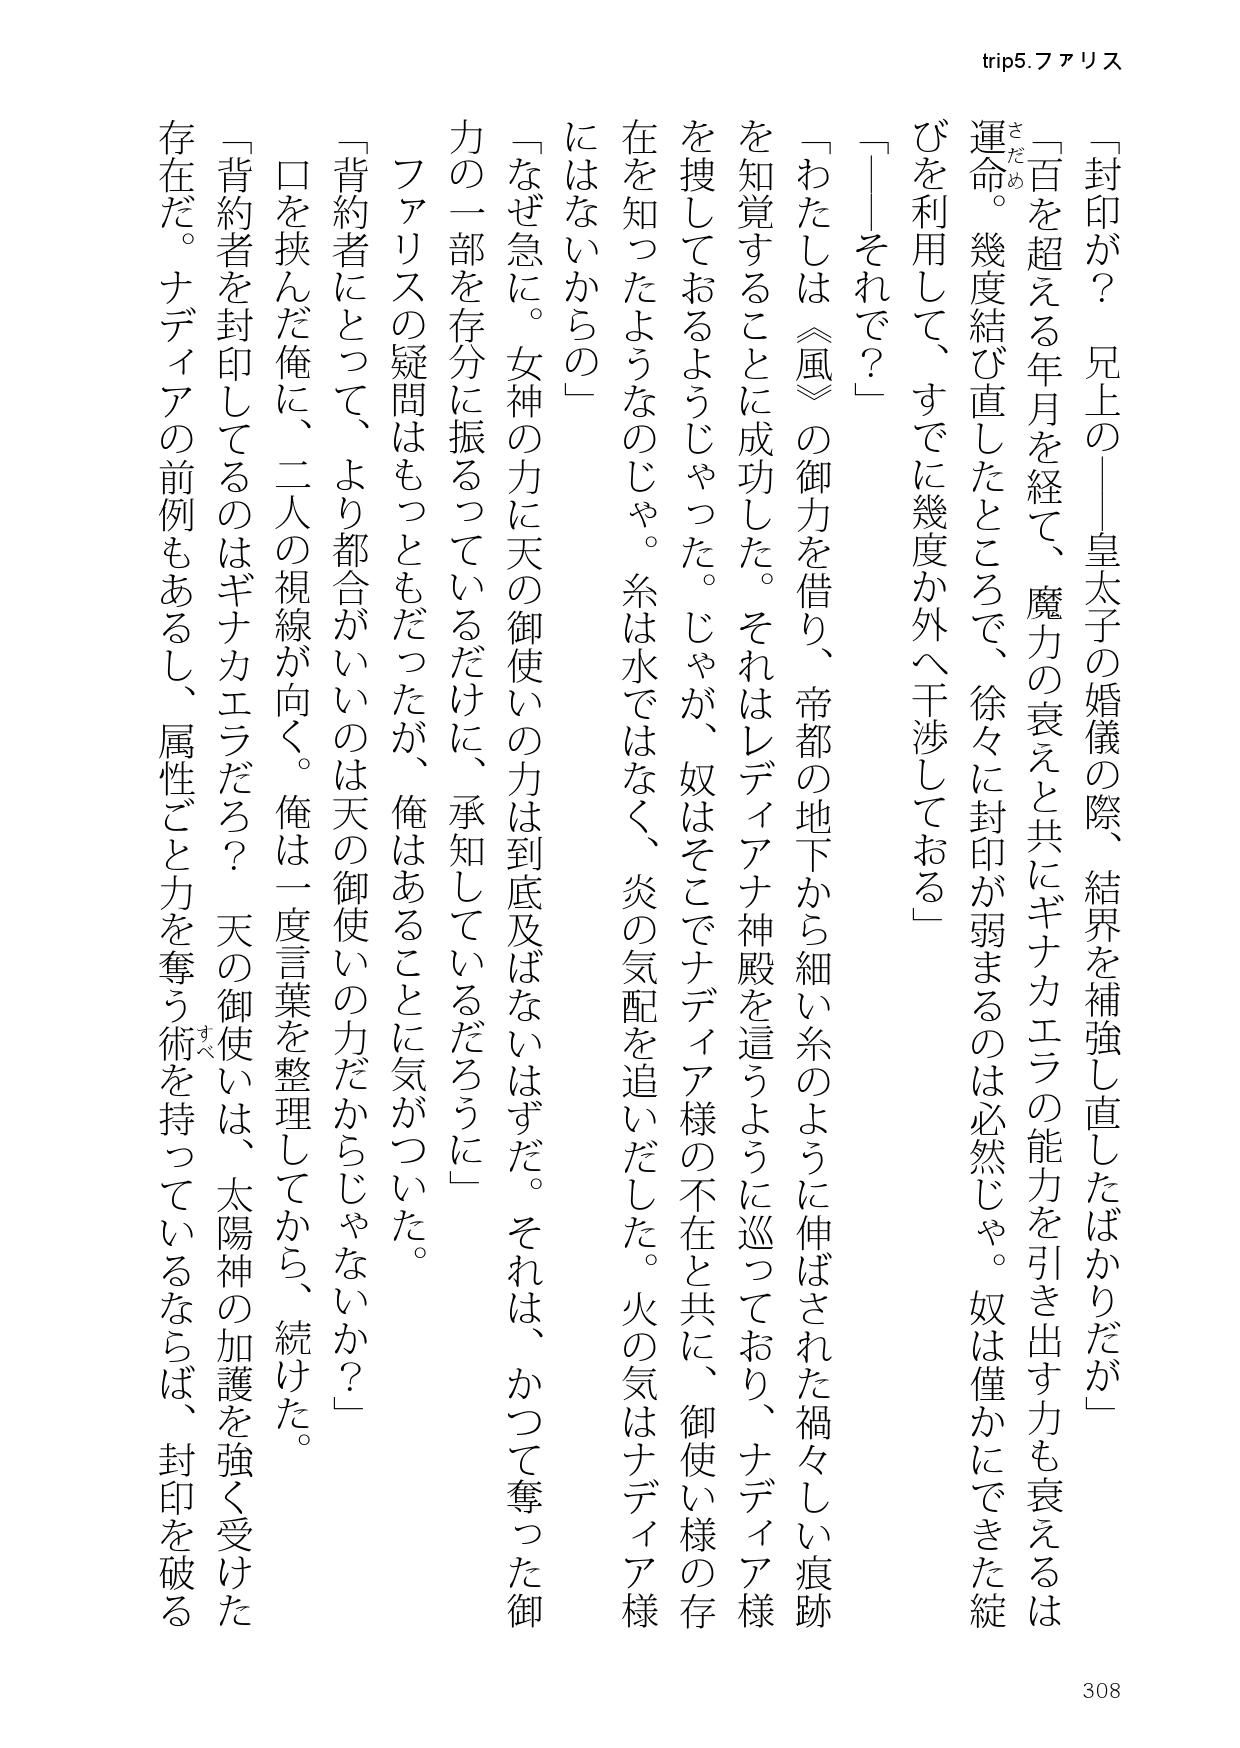 trip5.ファリス
「封印が？　兄上の――皇太子の婚儀の際、結界を補強し直したばかりだが」
「百を超える年月を経て、魔力の衰えと共にギナカエラの能力を引き出す力も衰えるは
運命。幾度結び直したところで、徐々に封印が弱まるのは必然じゃ。奴は僅かにできた綻
さだめ
びを利用して、すでに幾度か外へ干渉しておる」
「――それで？」
「わたしは《風》の御力を借り、帝都の地下から細い糸のように伸ばされた禍々しい痕跡
を知覚することに成功した。それはレディアナ神殿を這うように巡っており、ナディア様
を捜しておるようじゃった。じゃが、奴はそこでナディア様の不在と共に、御使い様の存
在を知ったようなのじゃ。糸は水ではなく、炎の気配を追いだした。火の気はナディア様
にはないからの」
「なぜ急に。女神の力に天の御使いの力は到底及ばないはずだ。それは、かつて奪った御
力の一部を存分に振るっているだけに、承知しているだろうに」
ファリスの疑問はもっともだったが、俺はあることに気がついた。
「背約者にとって、より都合がいいのは天の御使いの力だからじゃないか？」
口を挟んだ俺に、二人の視線が向く。俺は一度言葉を整理してから、続けた。
「背約者を封印してるのはギナカエラだろ？　天の御使いは、太陽神の加護を強く受けた
存在だ。ナディアの前例もあるし、属性ごと力を奪う術を持っているならば、封印を破る
すべ
308